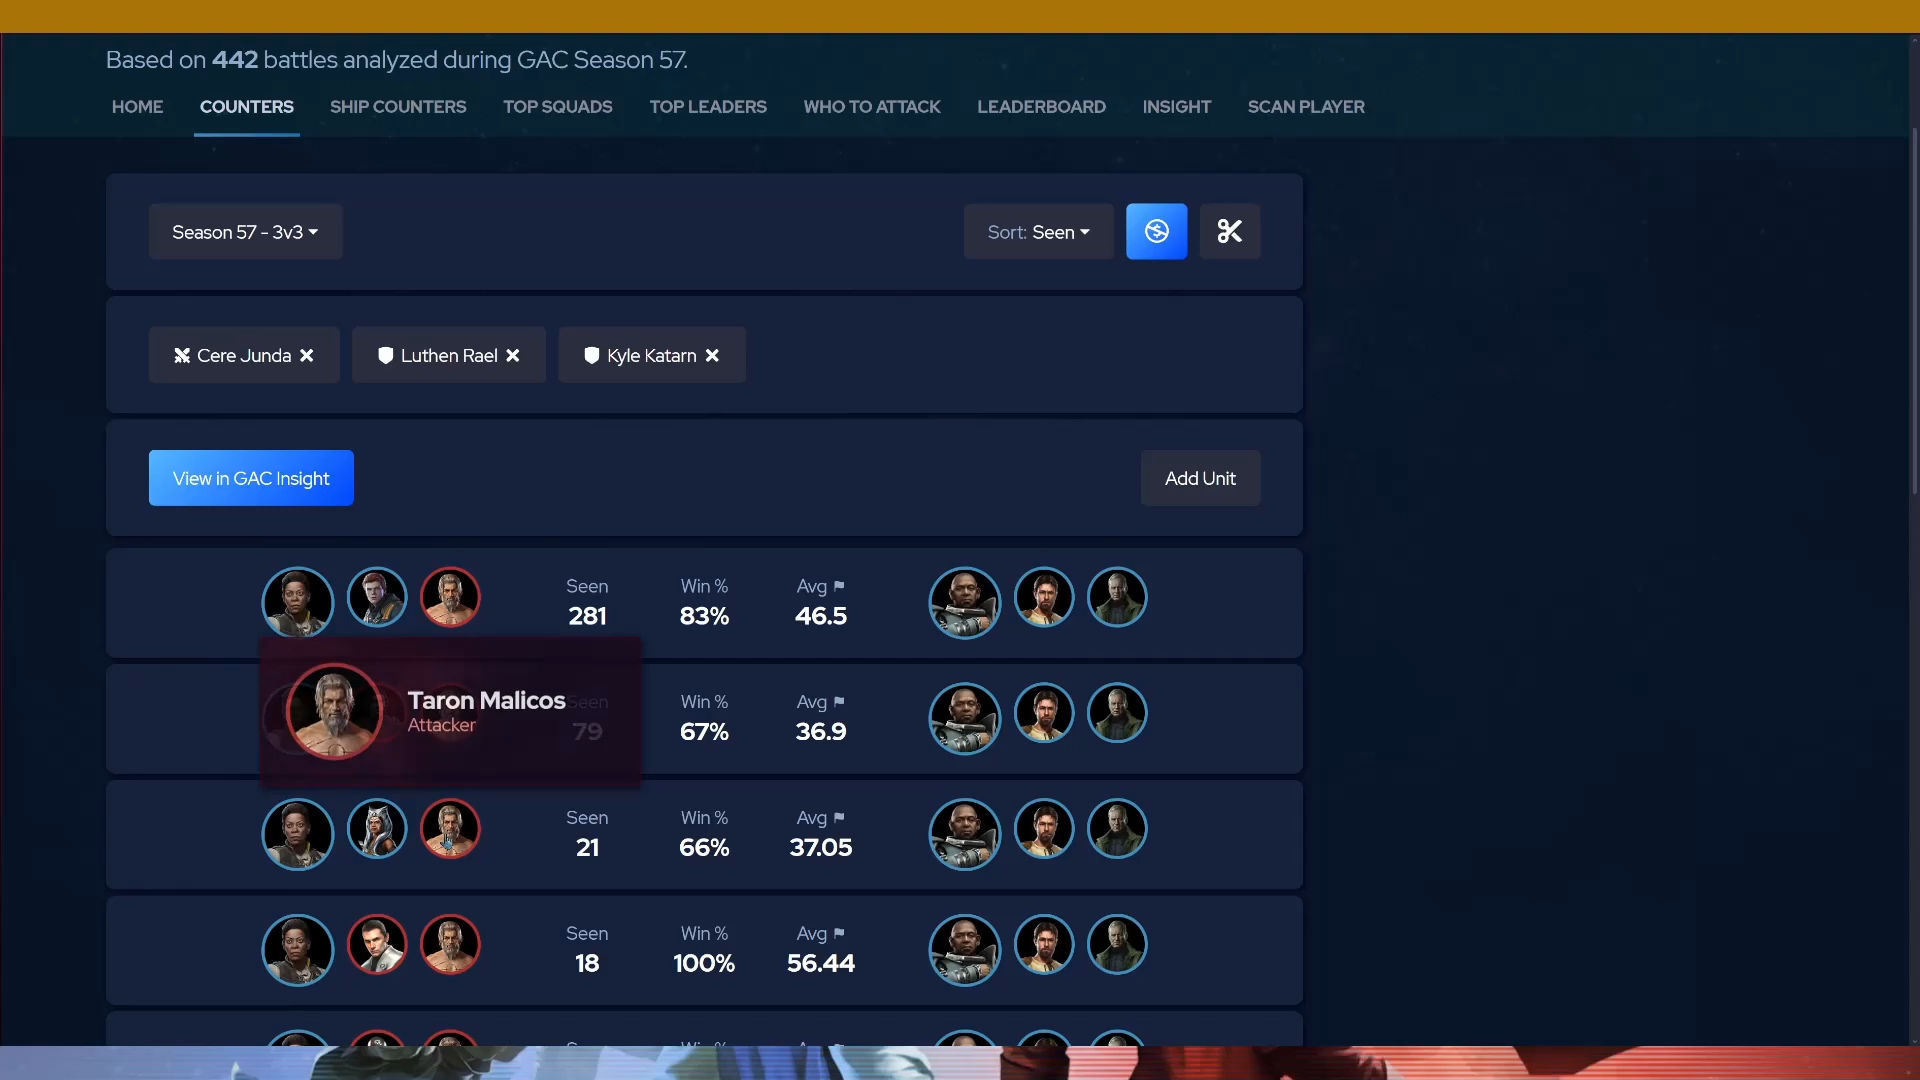 Based on 442 battles analyzed during GAC Season 57.
HOME COUNTERS SHIP COUNTERS TOP SQUADS TOP LEADERS WHO TO ATTACK LEADERBOARD INSIGHT SCAN PLAYER
Season 57 - 3v3 Sort: Seen
Cere Junda Luthen Rael Kyle Katarn
View in GAC Insight Add Unit
Seen Win % Avg
281 83% 46.5
Taron Malicos
Attacker
Seen Win % Avg
79 67% 36.9
Seen Win % Avg
21 66% 37.05
Seen Win % Avg
18 100% 56.44